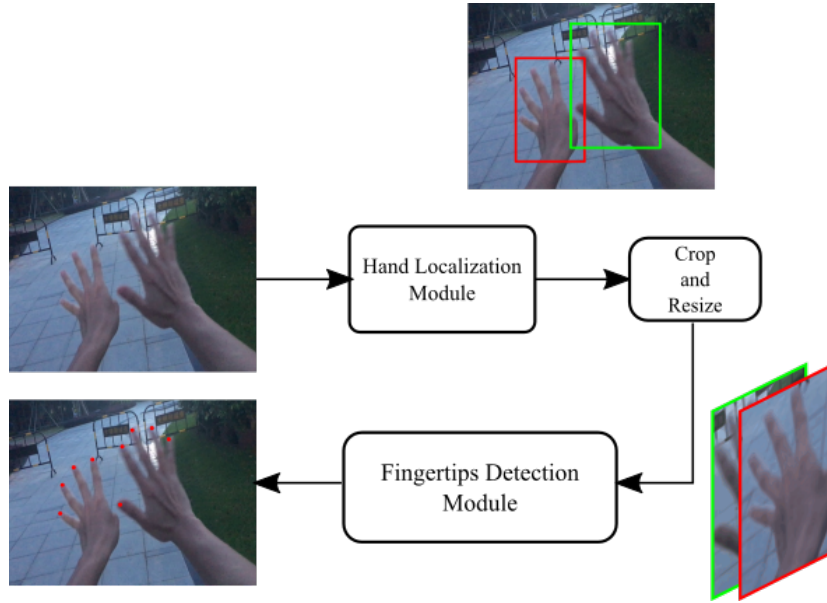 Hand Localization
Module
Crop
and
Resize
Fingertips Detection
Module